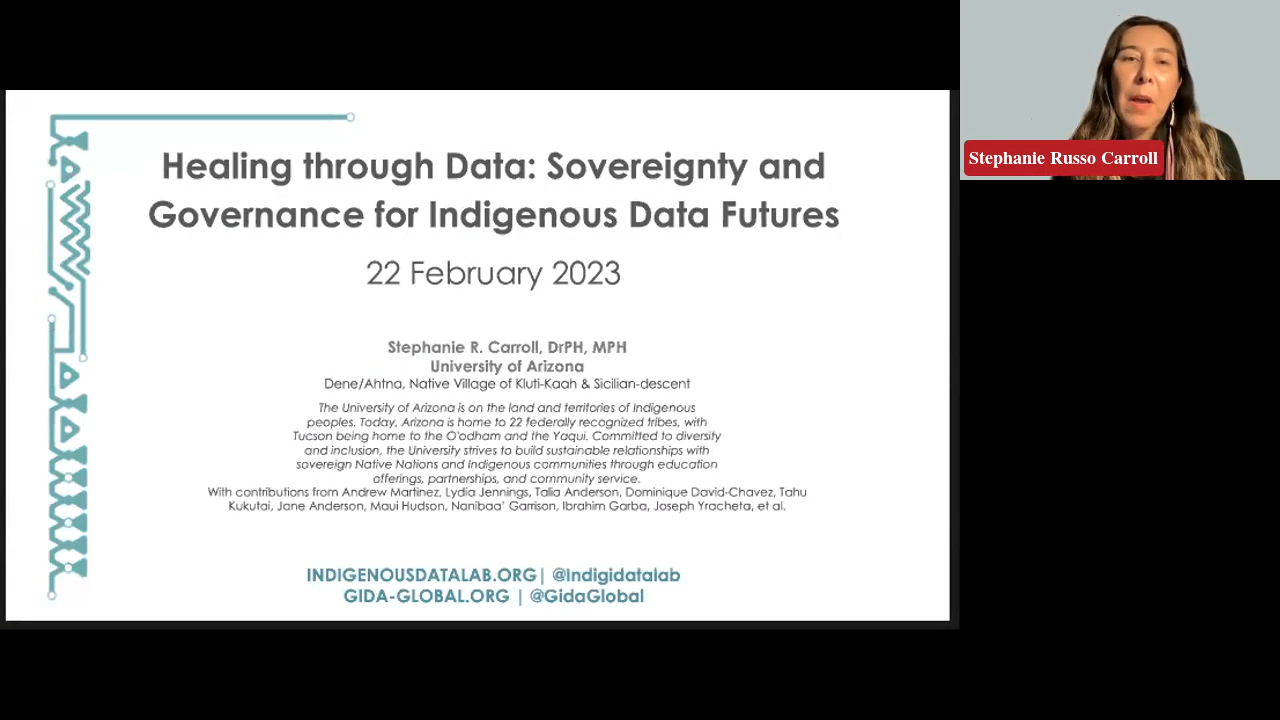 Healing through Data: Sovereignty and
Governance for Indigenous Data Futures
22 February 2023
Stephanie R. Carroll, DrPH, MPH
University of Arizona
Dene/Ahtna, Native Village of Kluti-Kaah & Sicilian-descent
The University of Arizona is on the land and territories of Indigenous
peoples. Today, Arizona is home to 22 federally recognized tribes, with
Tucson being home to the O'odham and the Yaqui. Committed to diversity
and inclusion, the University strives to build sustainable relationships with
sovereign Native Nations and Indigenous communities through education
offerings, partnerships, and community service.
With contributions from Andrew Martinez, Lydia Jennings, Talia Anderson, Dominique David-Chavez, Tahu
Kukutai, Jane Anderson, Maui Hudson, Nanibaa' Garrison, Ibrahim Garba, Joseph Yracheta, et al.
INDIGENOUSDATALAB.ORG| @Indigidatalab
GIDA-GLOBAL.ORG | @GidaGlobal
Stephanie Russo Carroll